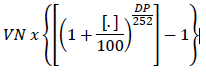 VN x {[(1 + [.]/100)^(DP/252)] − 1}